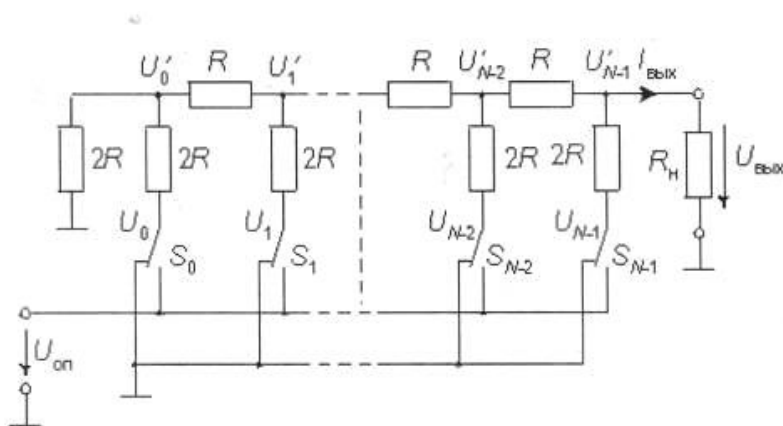 U′₀ R U′₁ R U′N-2 R U′N-1 Iвых
2R 2R 2R 2R 2R Rн Uвых
U₀ U₁ UN-2 UN-1
S₀ S₁ SN-2 SN-1
Uоп